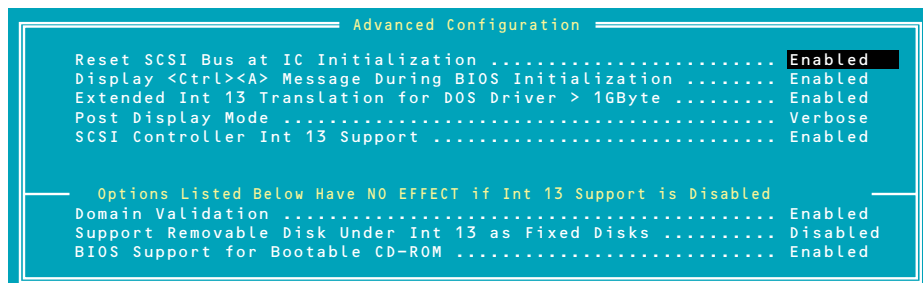 Advanced Configuration
Reset SCSI Bus at IC Initialization ......................... Enabled
Display <Ctrl><A> Message During BIOS Initialization ........ Enabled
Extended Int 13 Translation for DOS Driver > 1GByte ......... Enabled
Post Display Mode ........................................... Verbose
SCSI Controller Int 13 Support .............................. Enabled
Options Listed Below Have NO EFFECT if Int 13 Support is Disabled
Domain Validation ........................................... Enabled
Support Removable Disk Under Int 13 as Fixed Disks .......... Disabled
BIOS Support for Bootable CD-ROM ............................ Enabled